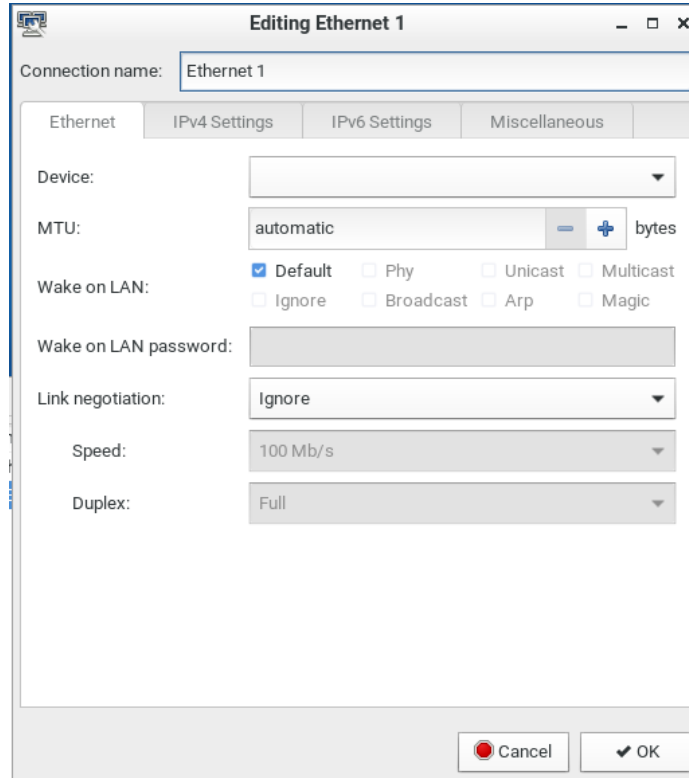 Editing Ethernet 1
Connection name: Ethernet 1
Ethernet IPv4 Settings IPv6 Settings Miscellaneous
Device:
MTU: automatic bytes
Wake on LAN: Default Phy Unicast Multicast
Ignore Broadcast Arp Magic
Wake on LAN password:
Link negotiation: Ignore
Speed: 100 Mb/s
Duplex: Full
Cancel OK